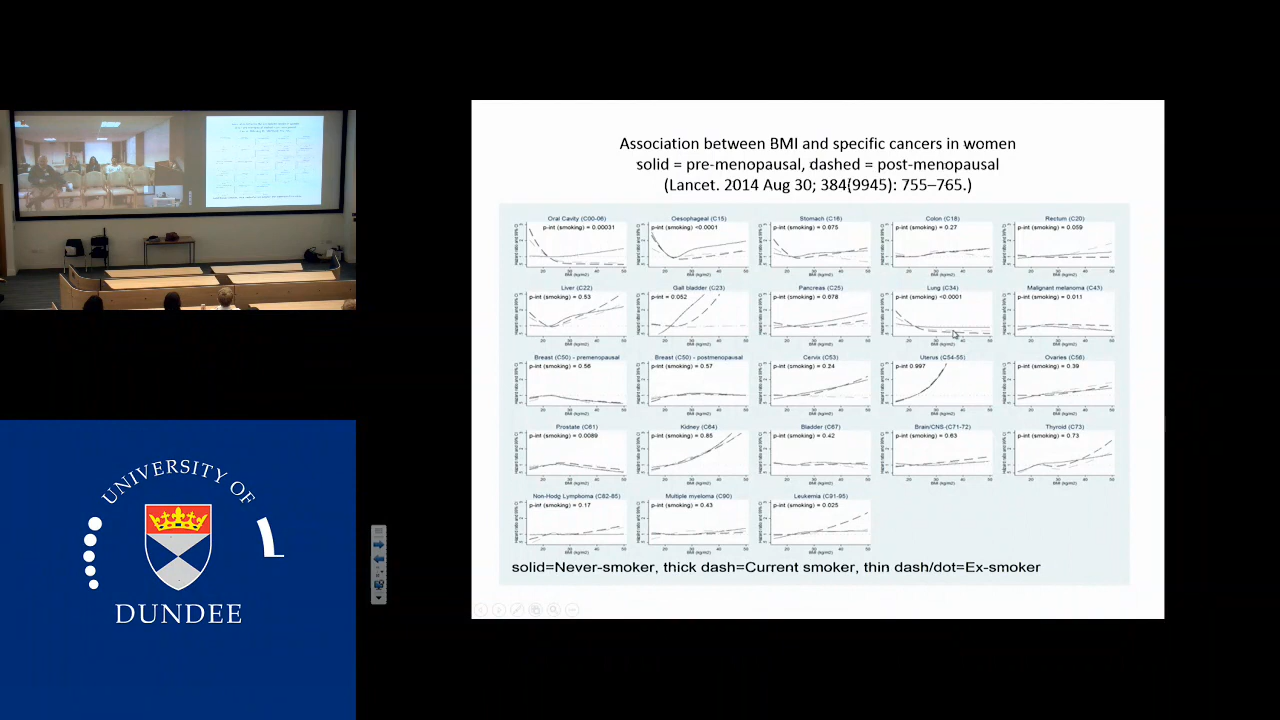 Association between BMI and specific cancers in women
solid = pre-menopausal, dashed = post-menopausal
(Lancet. 2014 Aug 30; 384(9945): 755–765.)
Oral Cavity (C00-06)
p-int (smoking) = 0.00031
Oesophageal (C15)
p-int (smoking) <0.0001
Stomach (C16)
p-int (smoking) = 0.075
Colon (C18)
p-int (smoking) = 0.27
Rectum (C20)
p-int (smoking) = 0.059
Liver (C22)
p-int (smoking) = 0.53
Gall bladder (C23)
p-int = 0.052
Pancreas (C25)
p-int (smoking) = 0.678
Lung (C34)
p-int (smoking) <0.0001
Malignant melanoma (C43)
p-int (smoking) = 0.011
Breast (C50) - premenopausal
p-int (smoking) = 0.56
Breast (C50) - postmenopausal
p-int (smoking) = 0.57
Cervix (C53)
p-int (smoking) = 0.24
Uterus (C54-55)
p-int 0.997
Ovaries (C56)
p-int (smoking) = 0.39
Prostate (C61)
p-int (smoking) = 0.0089
Kidney (C64)
p-int (smoking) = 0.85
Bladder (C67)
p-int (smoking) = 0.42
Brain/CNS-(C71-72)
p-int (smoking) = 0.63
Thyroid (C73)
p-int (smoking) = 0.73
Non-Hodg Lymphoma (C82-85)
p-int (smoking) = 0.17
Multiple myeloma (C90)
p-int (smoking) = 0.43
Leukemia (C91-95)
p-int (smoking) = 0.025
solid=Never-smoker, thick dash=Current smoker, thin dash/dot=Ex-smoker
UNIVERSITY OF
DUNDEE